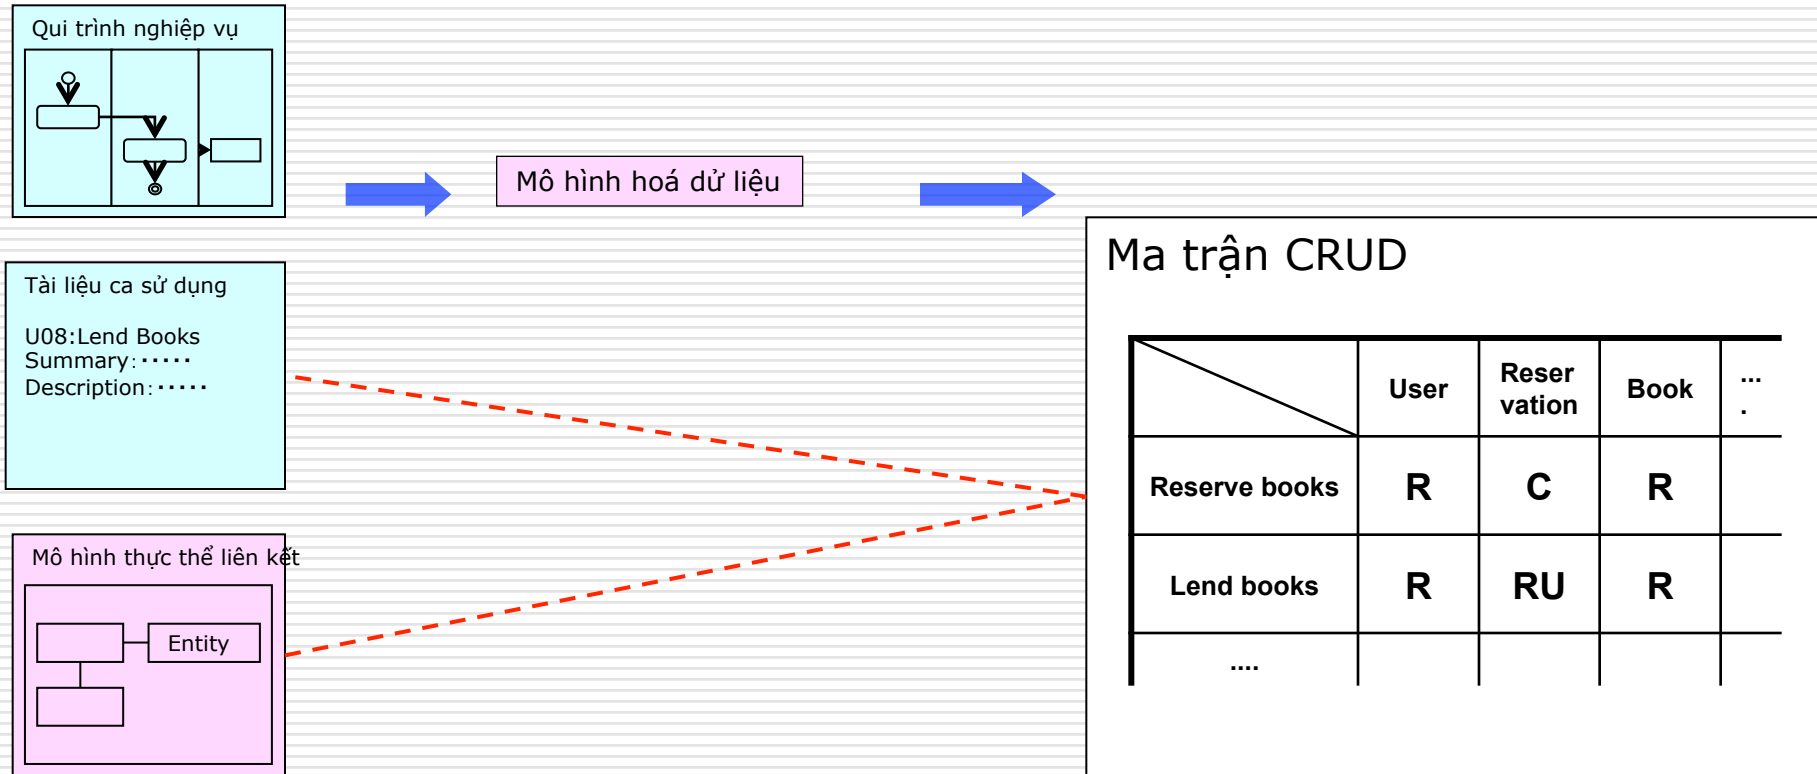 Qui trình nghiệp vụ
Mô hình hoá dử liệu
Tài liệu ca sử dụng
U08:Lend Books
Summary:･････
Description:･････
Mô hình thực thể liên kết
Entity
Ma trận CRUD
User
Reser
vation
Book
...
.
Reserve books R C R
Lend books R RU R
....